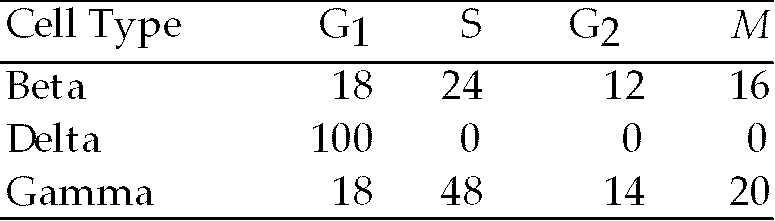 Cell Type G1 S G2 M
Beta 18 24 12 16
Delta 100 0 0 0
Gamma 18 48 14 20